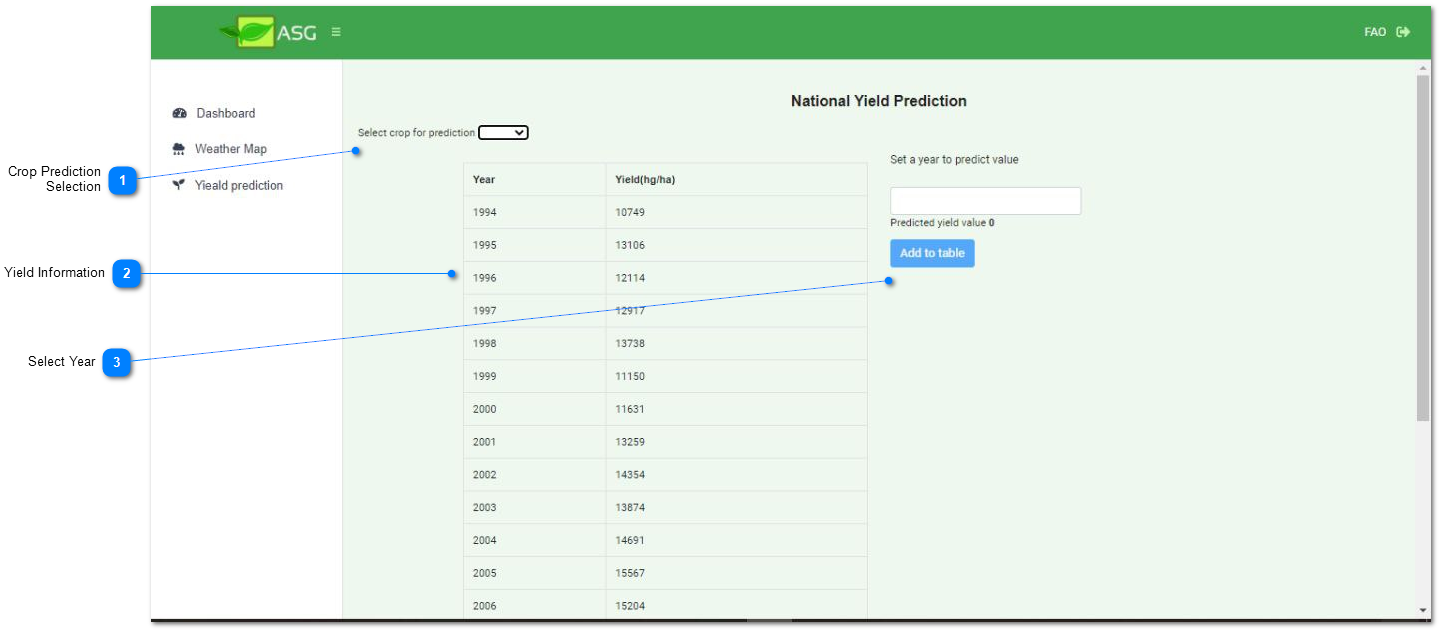 ASG
FAO
Dashboard
Weather Map
Yieald prediction
Crop Prediction
Selection
1
Yield Information
2
Select Year
3
National Yield Prediction
Select crop for prediction
Year Yield(hg/ha)
1994 10749
1995 13106
1996 12114
1997 12917
1998 13738
1999 11150
2000 11631
2001 13259
2002 14354
2003 13874
2004 14691
2005 15567
2006 15204
Set a year to predict value
Predicted yield value 0
Add to table